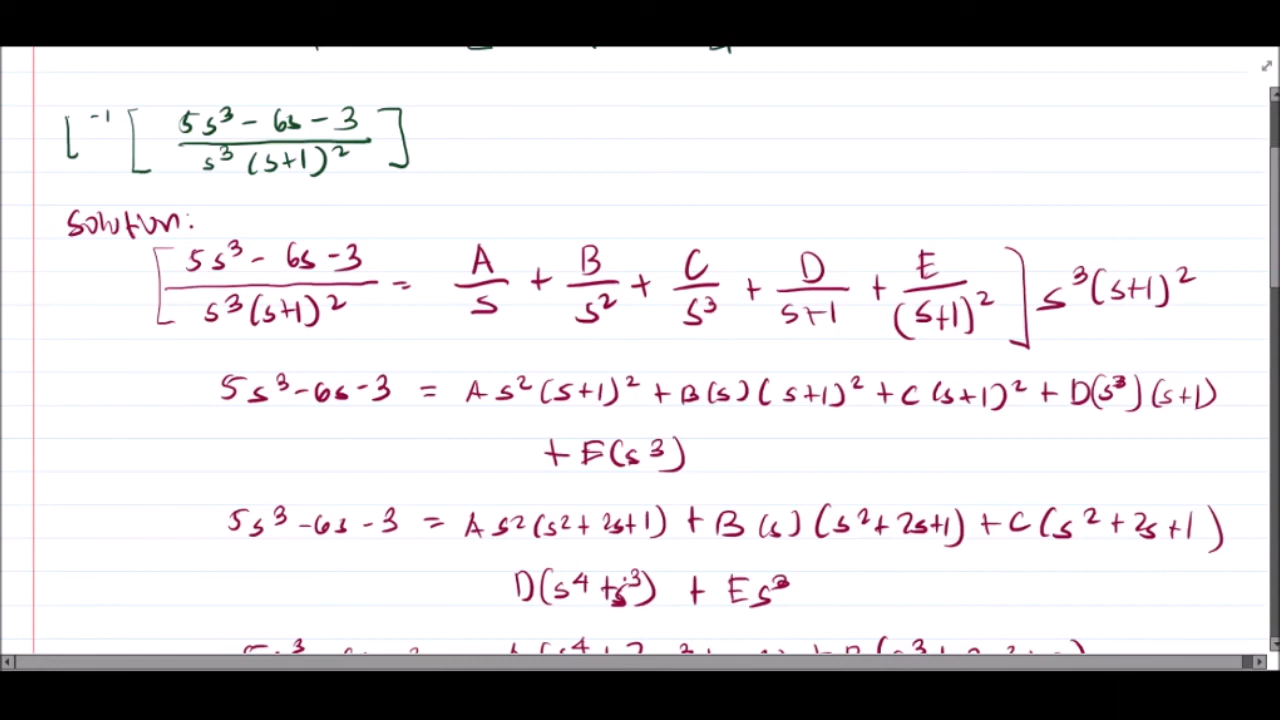 L⁻¹ [ (5s³ - 6s - 3) / (s³(s+1)²) ]
Solution:
[ (5s³ - 6s - 3) / (s³(s+1)²) = A/s + B/s² + C/s³ + D/(s+1) + E/(s+1)² ] s³(s+1)²
5s³ - 6s - 3 = As²(s+1)² + B(s)(s+1)² + C(s+1)² + D(s³)(s+1)
+ E(s³)
5s³ - 6s - 3 = As²(s² + 2s + 1) + B(s)(s² + 2s + 1) + C(s² + 2s + 1)
D(s⁴ + s³) + Es³